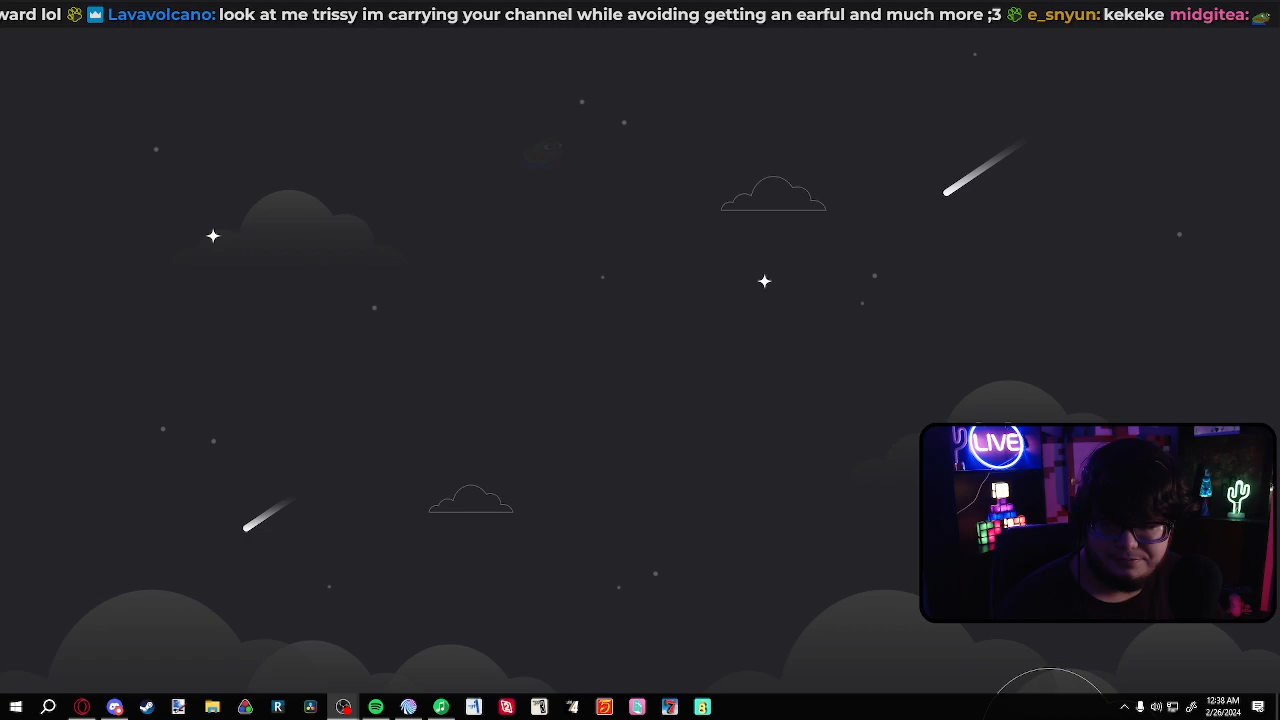 ward lol Lavavolcano: look at me trissy im carrying your channel while avoiding getting an eaful and much more ;3 e_snyun: kekeke midgitea:
LIVE
12:38 AM
2/26/2024